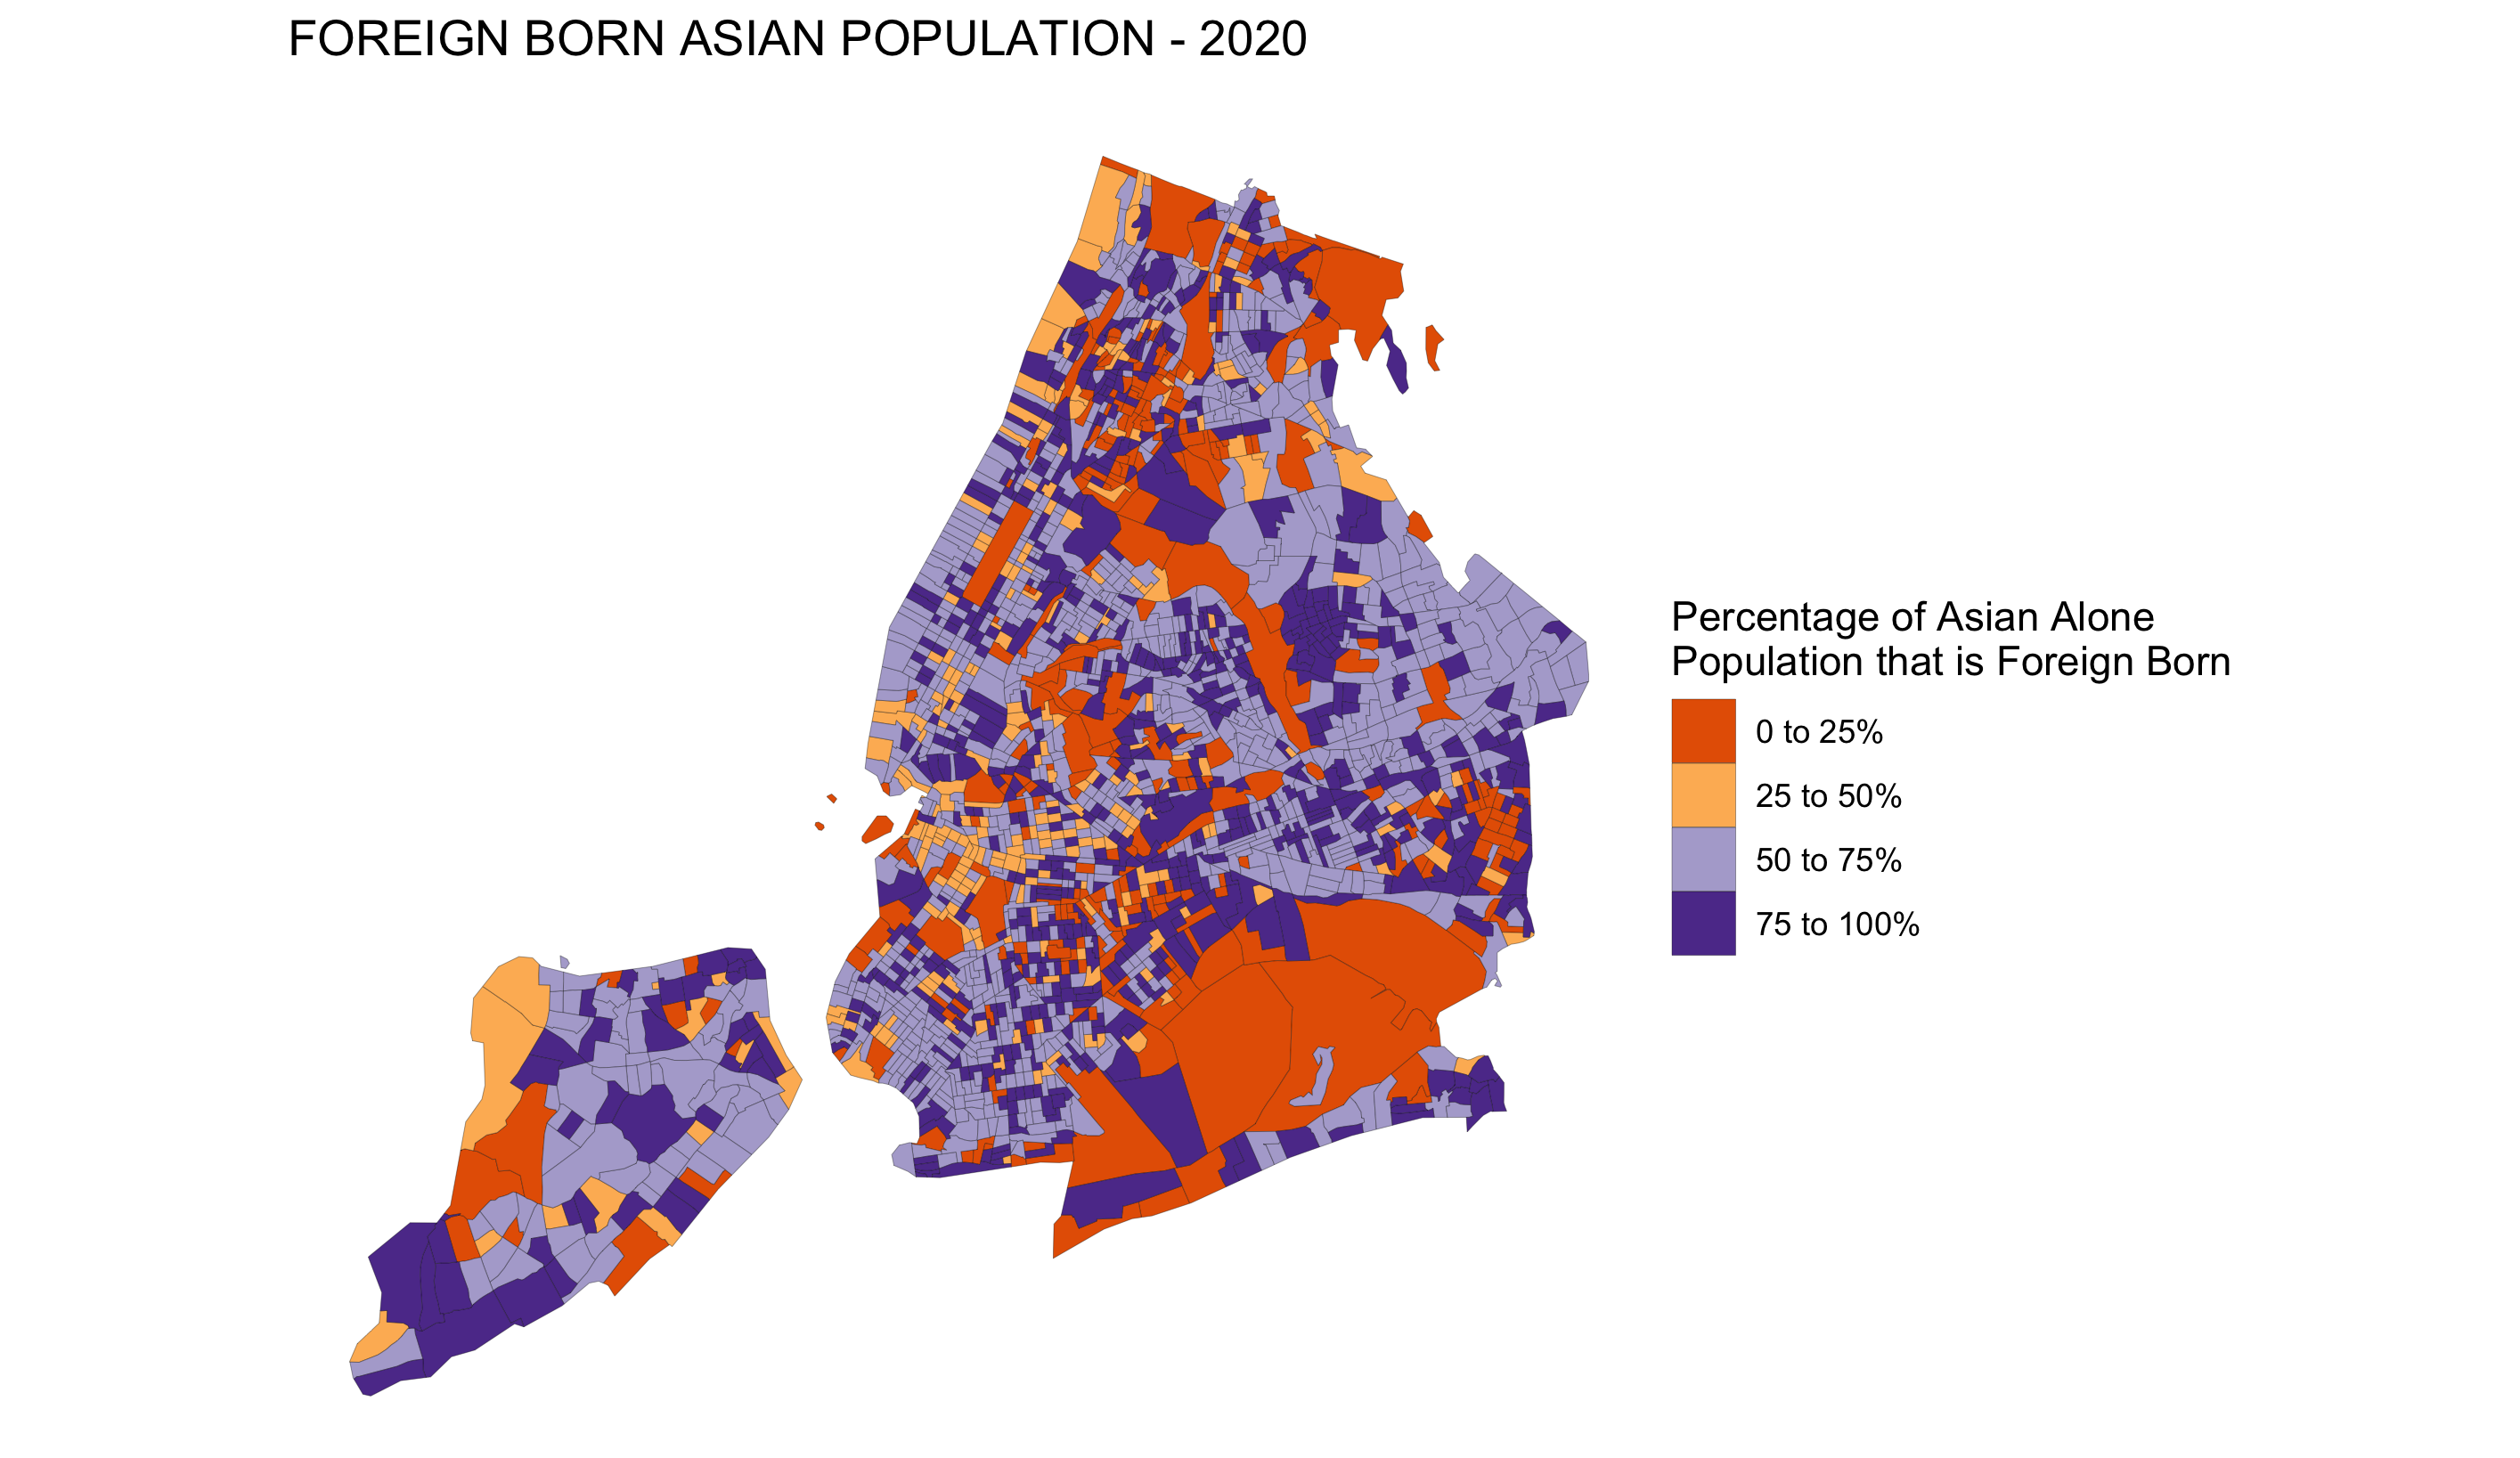 FOREIGN BORN ASIAN POPULATION - 2020
Percentage of Asian Alone
Population that is Foreign Born
0 to 25%
25 to 50%
50 to 75%
75 to 100%